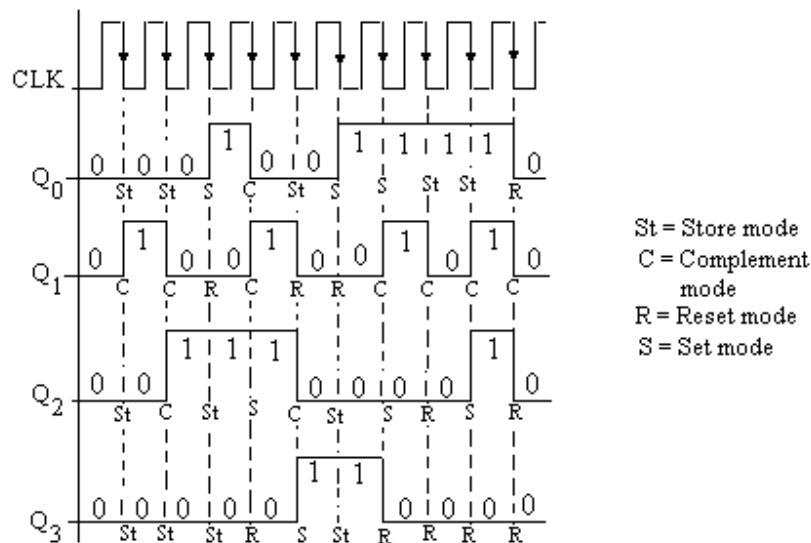 CLK
0 0 0 1 0 0 1 1 1 1 0
Q0
St St S C St S S St St R
0 1 0 0 1 0 0 1 0 1 0
Q1
C C R C R R C C C C
0 0 1 1 1 0 0 0 0 1 0
Q2
St C St S C St S R S R
0 0 0 0 0 1 1 0 0 0 0
Q3
St St St R S St R R R R
St = Store mode
C = Complement
mode
R = Reset mode
S = Set mode